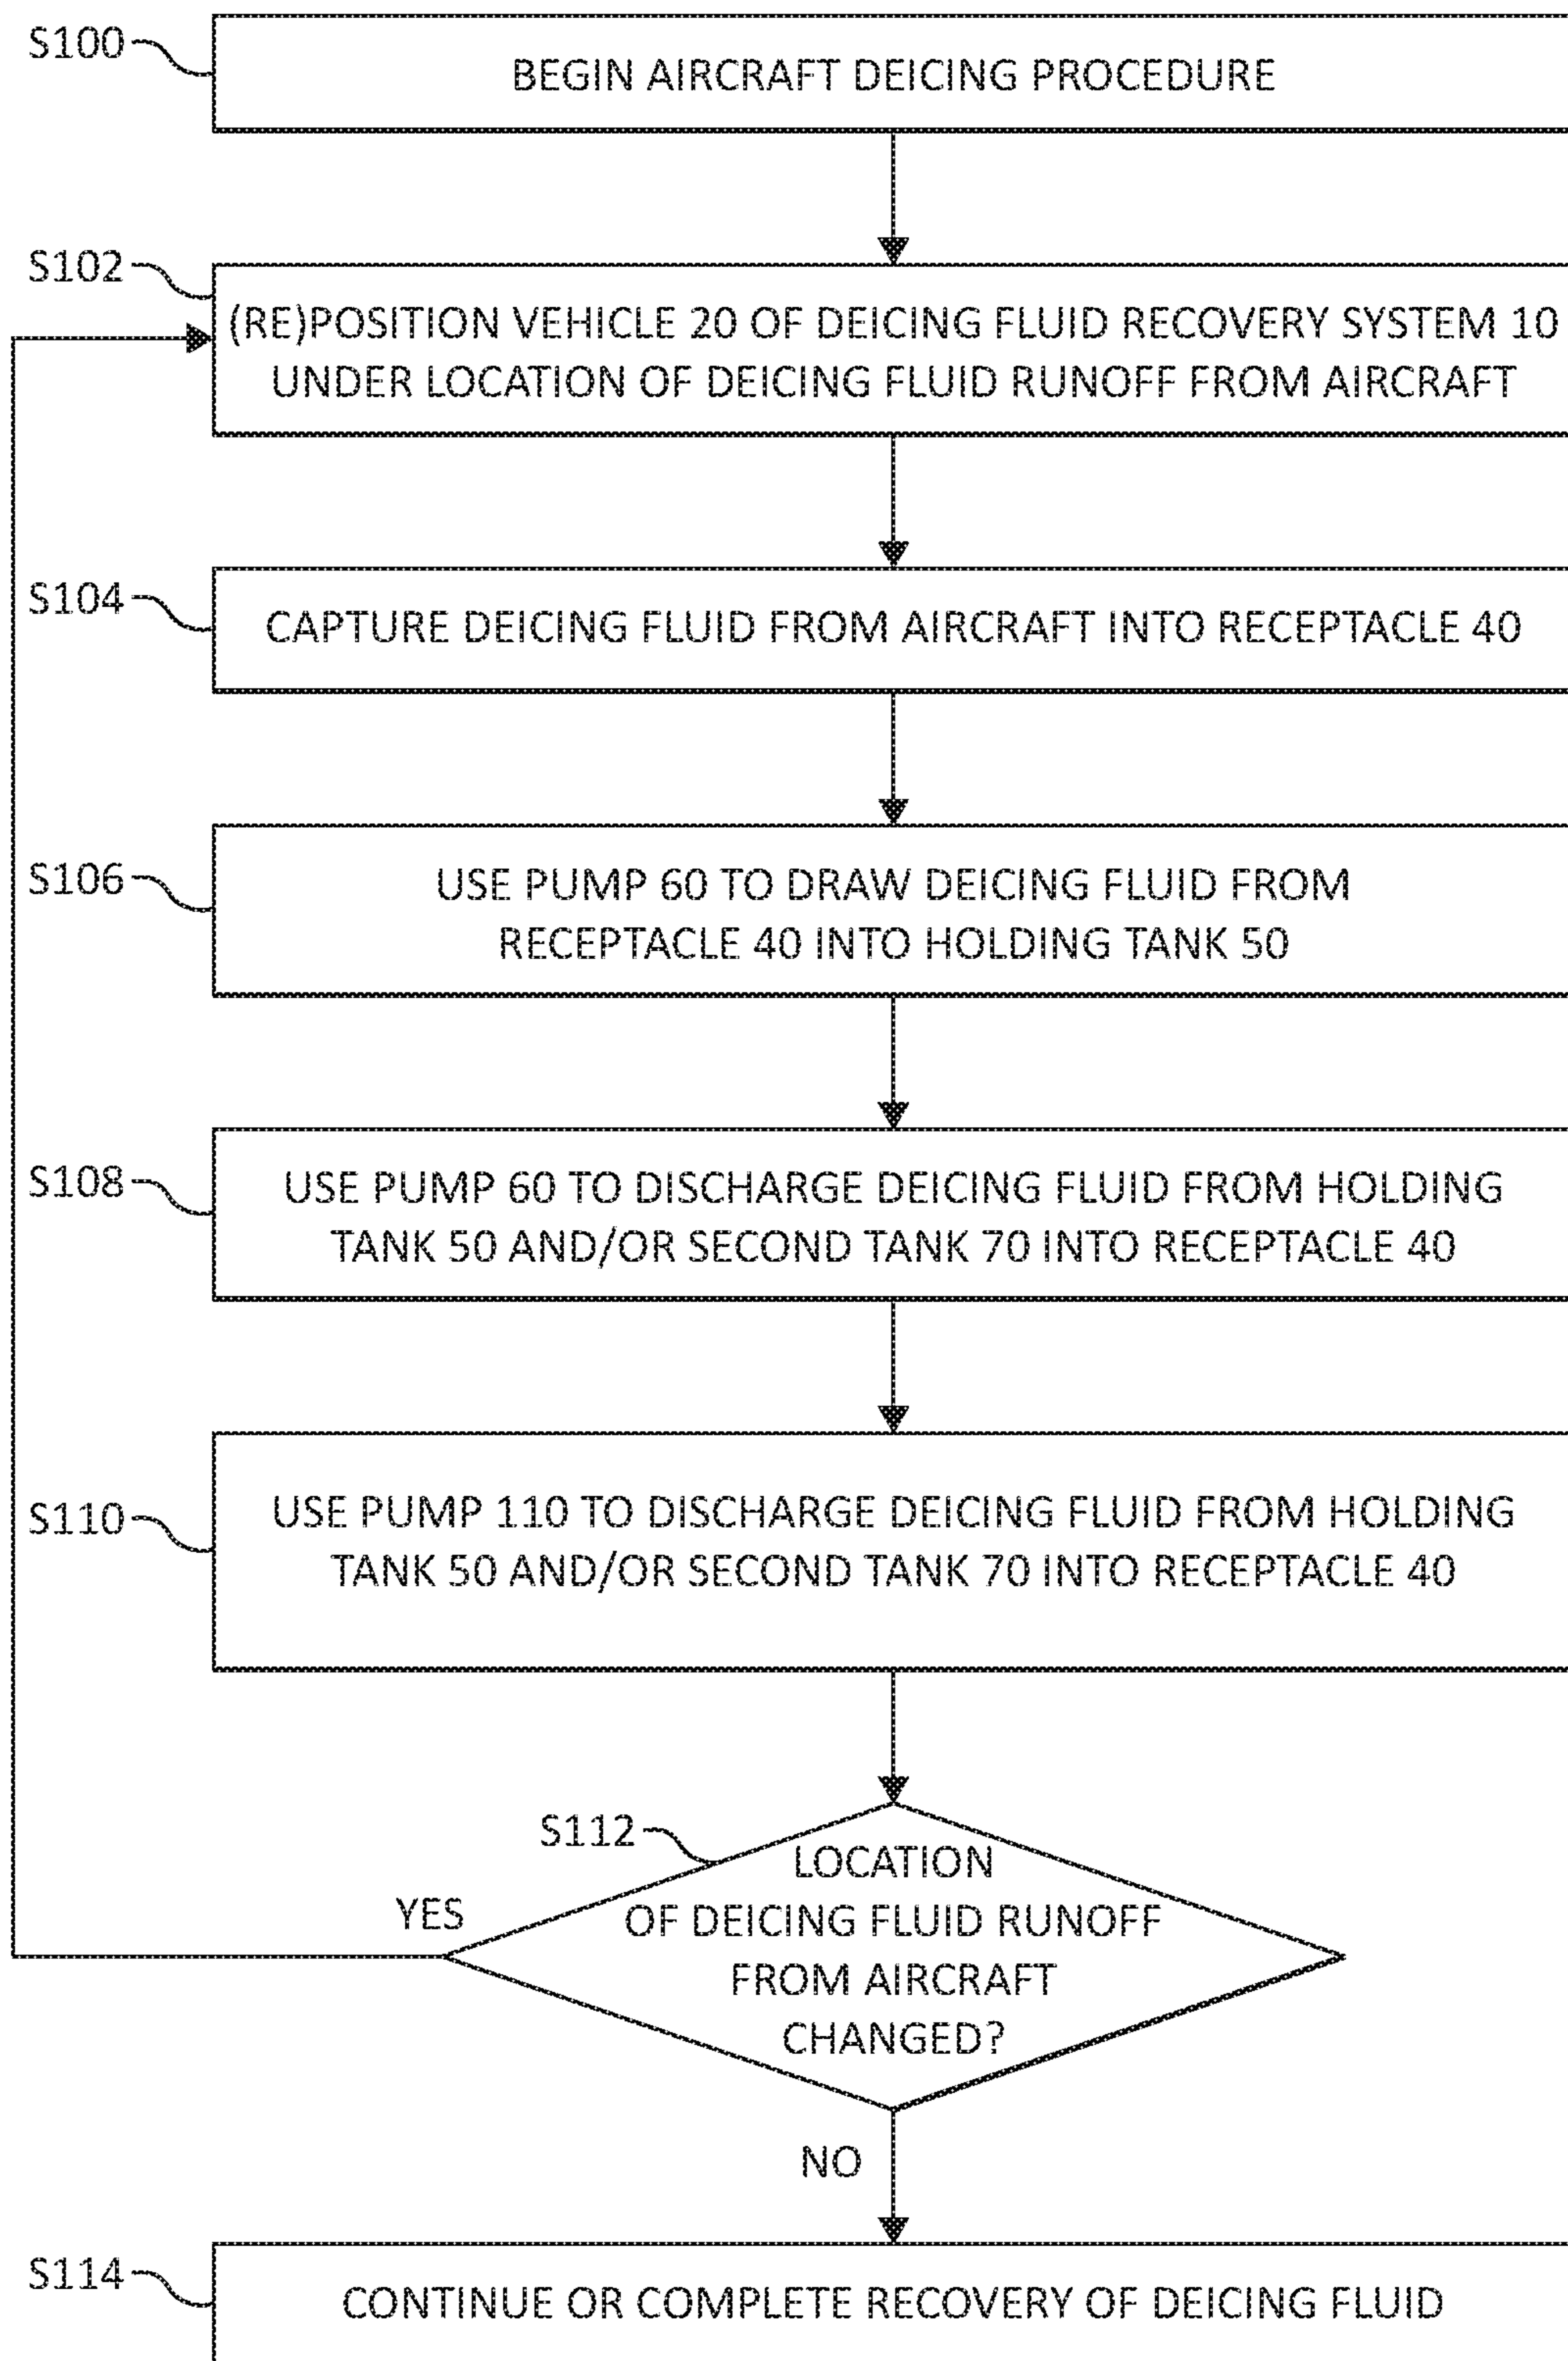 S100
BEGIN AIRCRAFT DEICING PROCEDURE
S102
(RE)POSITION VEHICLE 20 OF DEICING FLUID RECOVERY SYSTEM 10
UNDER LOCATION OF DEICING FLUID RUNOFF FROM AIRCRAFT
S104
CAPTURE DEICING FLUID FROM AIRCRAFT INTO RECEPTACLE 40
S106
USE PUMP 60 TO DRAW DEICING FLUID FROM
RECEPTACLE 40 INTO HOLDING TANK 50
S108
USE PUMP 60 TO DISCHARGE DEICING FLUID FROM HOLDING
TANK 50 AND/OR SECOND TANK 70 INTO RECEPTACLE 40
S110
USE PUMP 110 TO DISCHARGE DEICING FLUID FROM HOLDING
TANK 50 AND/OR SECOND TANK 70 INTO RECEPTACLE 40
S112
LOCATION
OF DEICING FLUID RUNOFF
FROM AIRCRAFT
CHANGED?
YES
NO
S114
CONTINUE OR COMPLETE RECOVERY OF DEICING FLUID